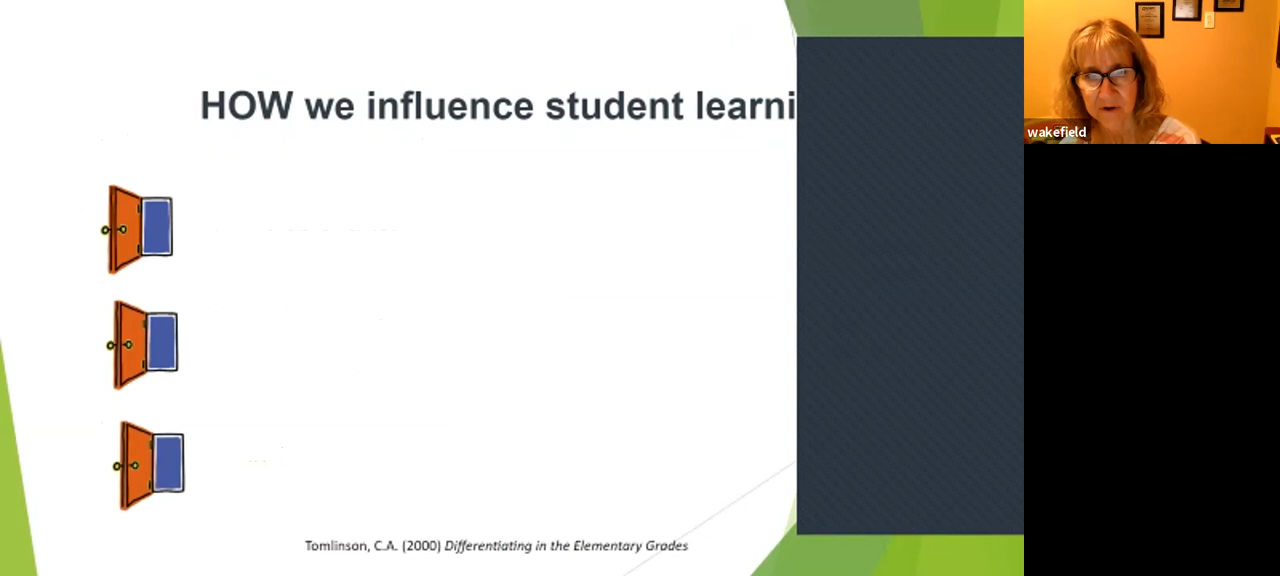 HOW we influence student learni
wakefield
Tomlinson, C.A. (2000) Differentiating in the Elementary Grades